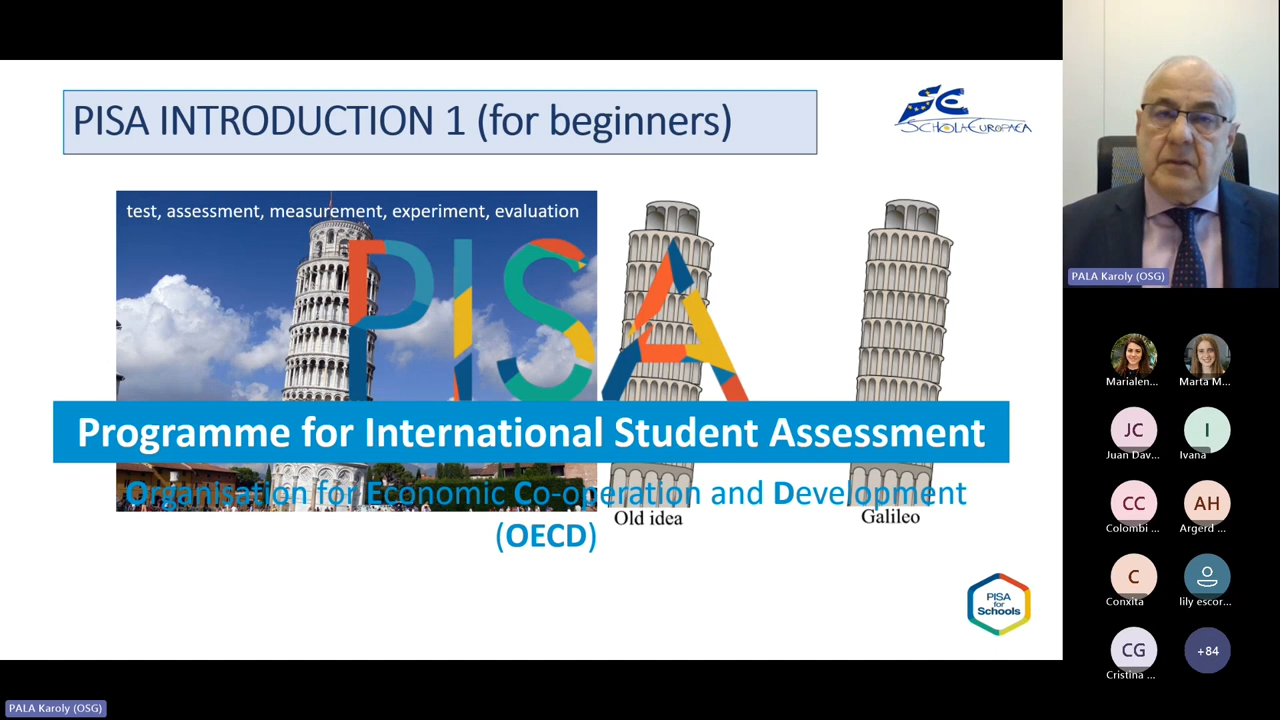 PISA INTRODUCTION 1 (for beginners)
SCHOLA EUROPAEA
test, assessment, measurement, experiment, evaluation
PISA
Programme for International Student Assessment
Organisation for Economic Co-operation and Development
(OECD)
Old idea
Galileo
PISA
for
Schools
PALA Karoly (OSG)
Marialen...
Marta M...
JC
Juan Dav...
I
Ivana
CC
Colombi ...
AH
Argerd ...
C
Conxita
lily escor...
CG
Cristina ...
+84
PALA Karoly (OSG)